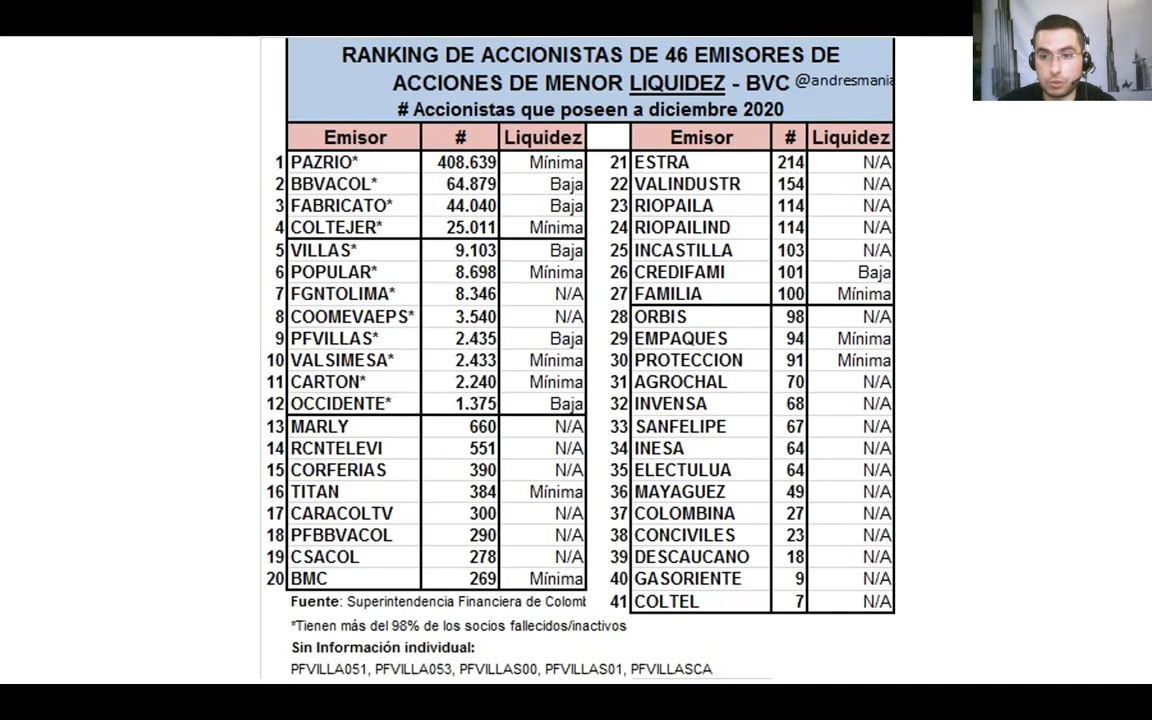 RANKING DE ACCIONISTAS DE 46 EMISORES DE
ACCIONES DE MENOR LIQUIDEZ - BVC @andresmania
# Accionistas que poseen a diciembre 2020
Emisor # Liquidez
1 PAZRIO* 408.639 Mínima
2 BBVACOL* 64.879 Baja
3 FABRICATO* 44.040 Baja
4 COLTEJER* 25.011 Mínima
5 VILLAS* 9.103 Baja
6 POPULAR* 8.698 Mínima
7 FGNTOLIMA* 8.346 N/A
8 COOMEVAEPS* 3.540 N/A
9 PFVILLAS* 2.435 Baja
10 VALSIMESA* 2.433 Mínima
11 CARTON* 2.240 Mínima
12 OCCIDENTE* 1.375 Baja
13 MARLY 660 N/A
14 RCNTELEVI 551 N/A
15 CORFERIAS 390 N/A
16 TITAN 384 Mínima
17 CARACOLTV 300 N/A
18 PFBBVACOL 290 N/A
19 CSACOL 278 N/A
20 BMC 269 Mínima
Emisor # Liquidez
21 ESTRA 214 N/A
22 VALINDUSTR 154 N/A
23 RIOPAILA 114 N/A
24 RIOPAILIND 114 N/A
25 INCASTILLA 103 N/A
26 CREDIFAMI 101 Baja
27 FAMILIA 100 Mínima
28 ORBIS 98 N/A
29 EMPAQUES 94 Mínima
30 PROTECCION 91 Mínima
31 AGROCHAL 70 N/A
32 INVENSA 68 N/A
33 SANFELIPE 67 N/A
34 INESA 64 N/A
35 ELECTULUA 64 N/A
36 MAYAGUEZ 49 N/A
37 COLOMBINA 27 N/A
38 CONCIVILES 23 N/A
39 DESCAUCANO 18 N/A
40 GASORIENTE 9 N/A
41 COLTEL 7 N/A
Fuente: Superintendencia Financiera de Colomb
*Tienen más del 98% de los socios fallecidos/inactivos
Sin Información individual:
PFVILLA051, PFVILLA053, PFVILLAS00, PFVILLAS01, PFVILLASCA